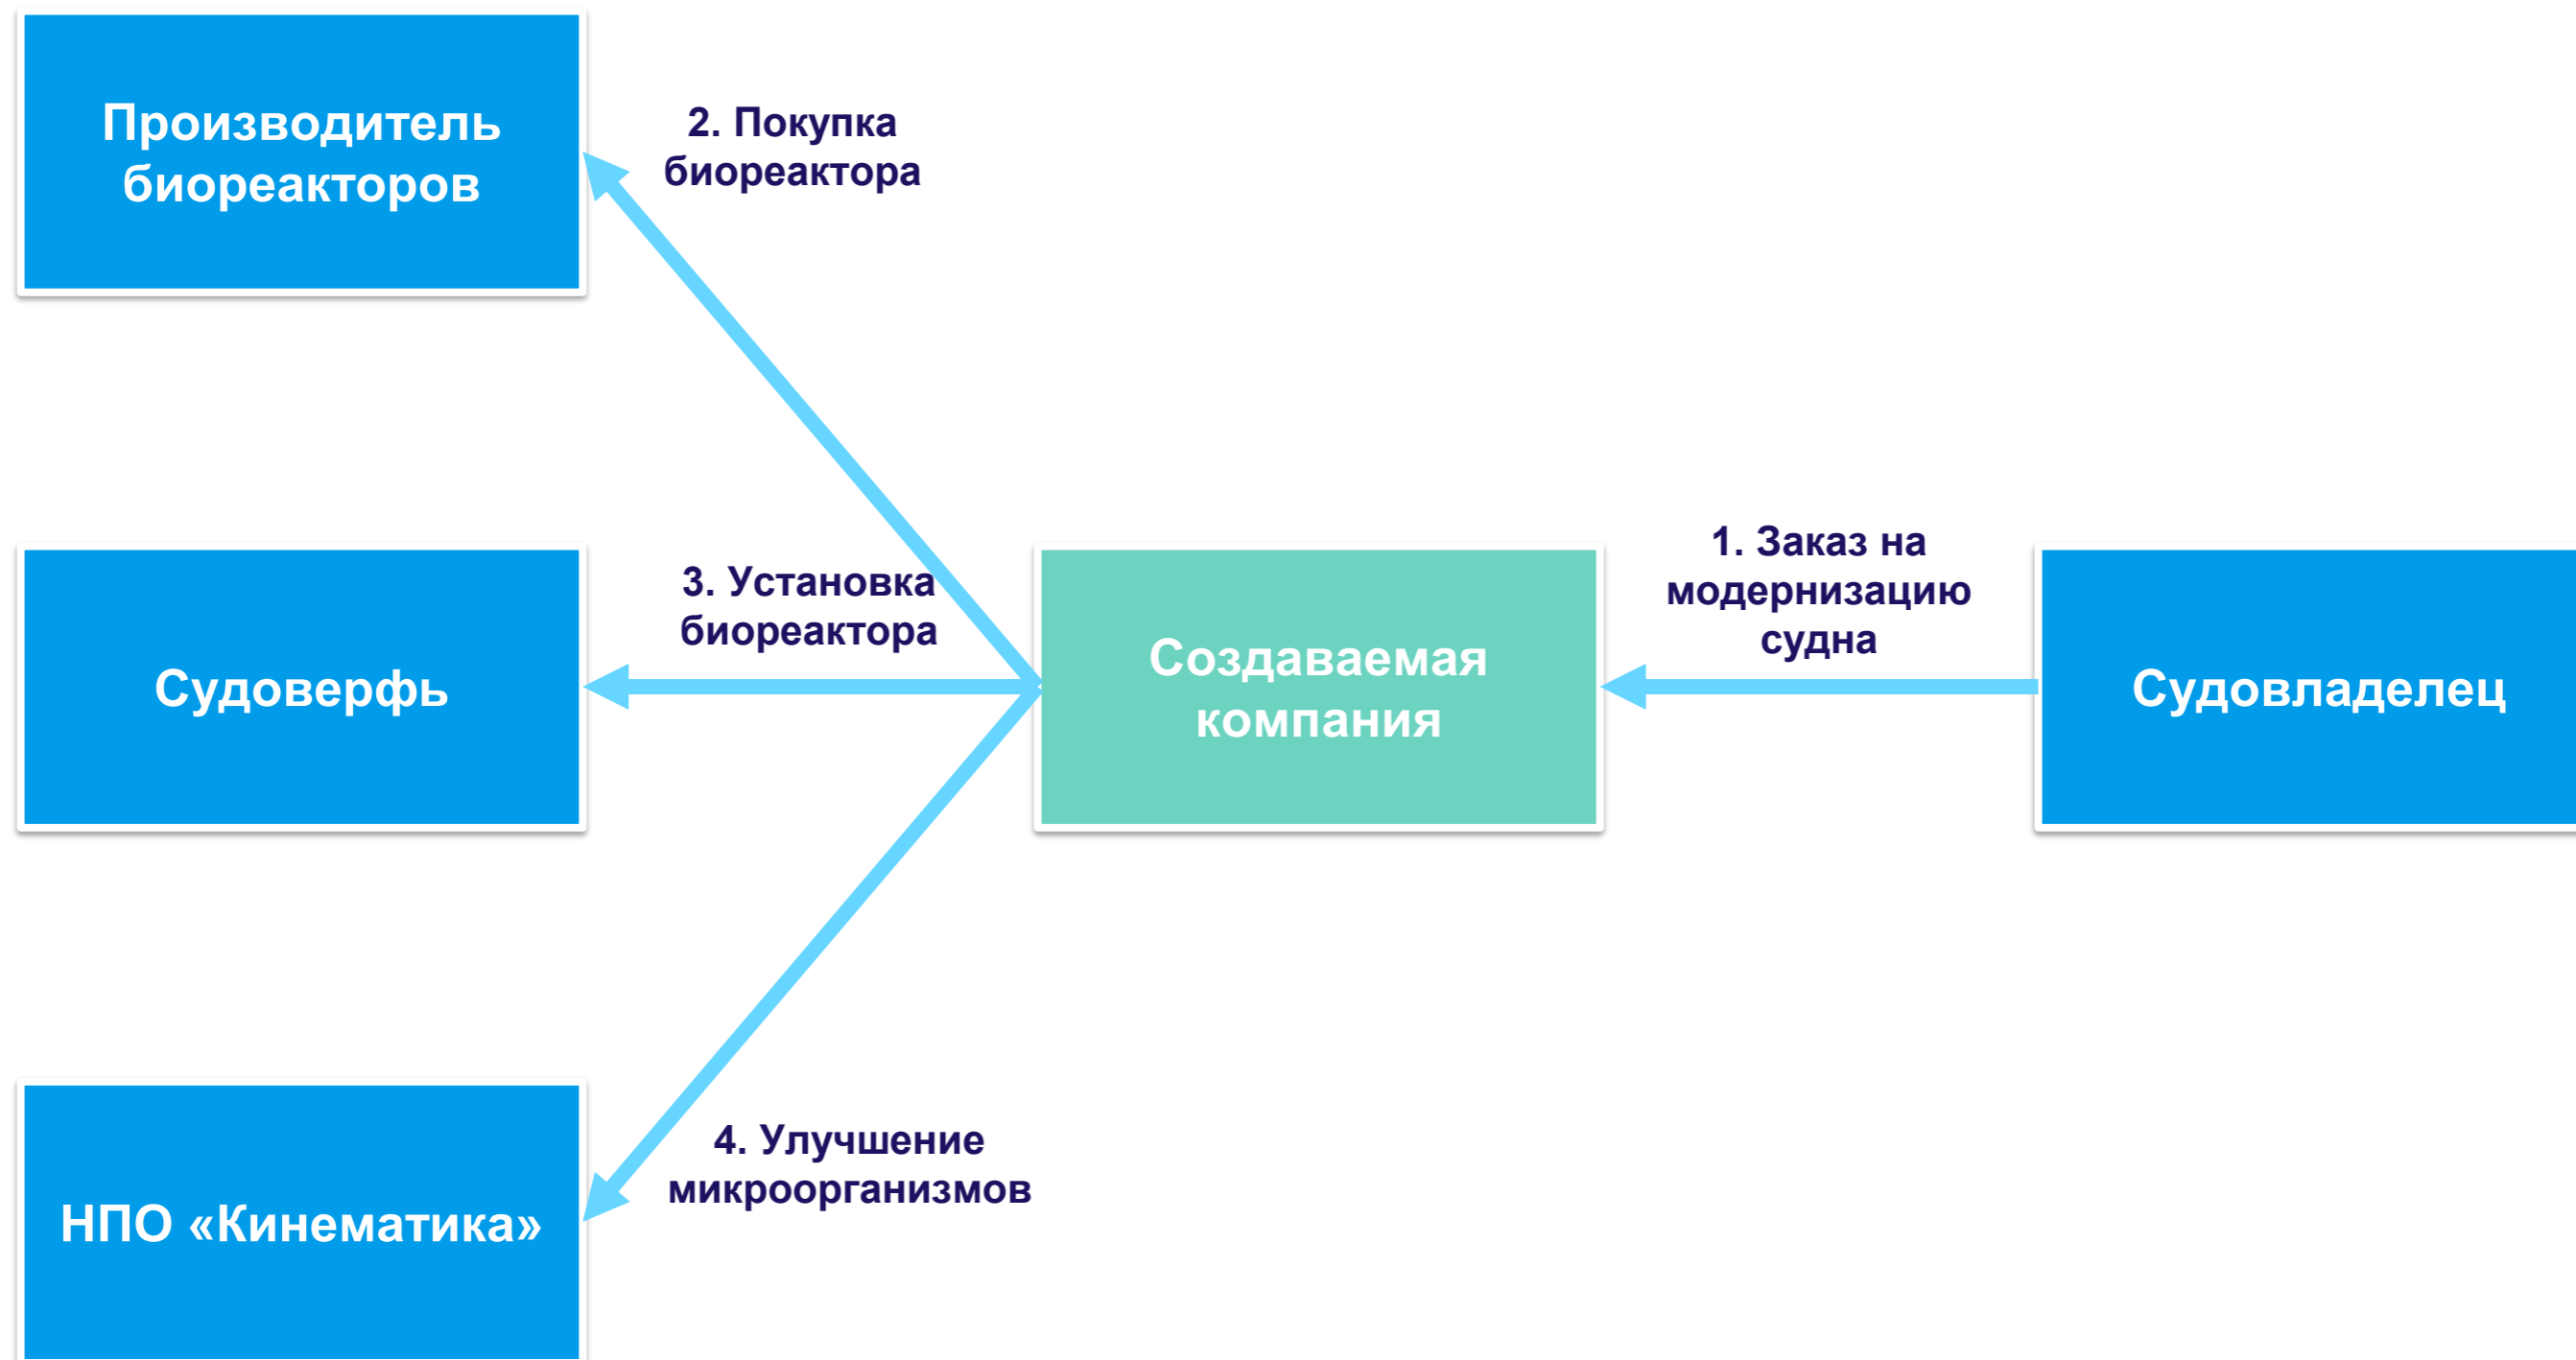 Производитель
биореакторов
2. Покупка
биореактора
1. Заказ на
модернизацию
судна
3. Установка
биореактора
Судоверфь
Создаваемая
компания
Судовладелец
4. Улучшение
микроорганизмов
НПО «Кинематика»